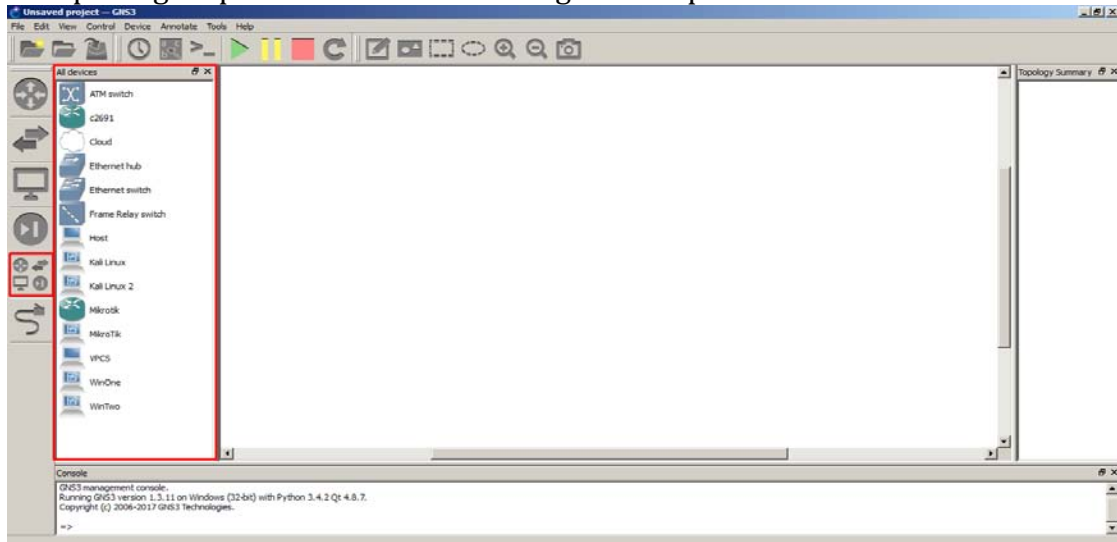 Unsaved project — GNS3
File Edit View Control Device Annotate Tools Help
All devices
Topology Summary
ATM switch
c2691
Cloud
Ethernet hub
Ethernet switch
Frame Relay switch
Host
Kali Linux
Kali Linux 2
Mikrotik
MikroTik
VPCS
WinOne
WinTwo
Console
GNS3 management console.
Running GNS3 version 1.3.11 on Windows (32-bit) with Python 3.4.2 Qt 4.8.7.
Copyright (c) 2006-2017 GNS3 Technologies.
=>